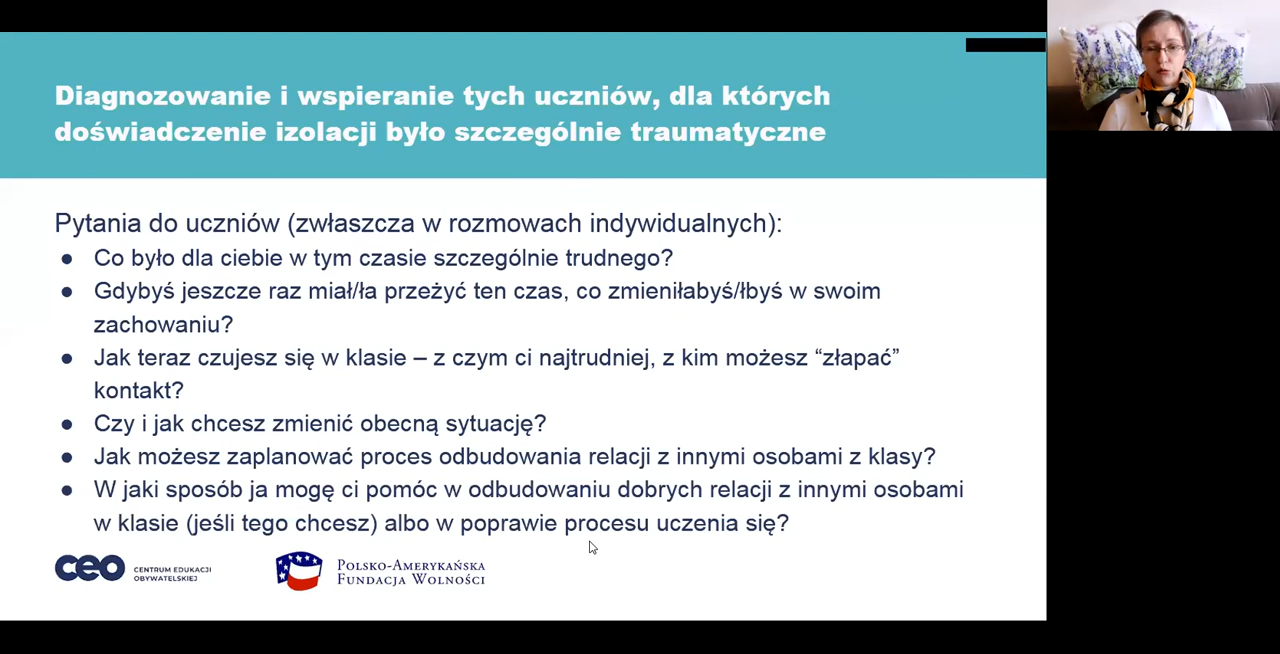 Diagnozowanie i wspieranie tych uczniów, dla których
doświadczenie izolacji było szczególnie traumatyczne
Pytania do uczniów (zwłaszcza w rozmowach indywidualnych):
● Co było dla ciebie w tym czasie szczególnie trudnego?
● Gdybyś jeszcze raz miał/ła przeżyć ten czas, co zmieniłabyś/łbyś w swoim
zachowaniu?
● Jak teraz czujesz się w klasie – z czym ci najtrudniej, z kim możesz “złapać”
kontakt?
● Czy i jak chcesz zmienić obecną sytuację?
● Jak możesz zaplanować proces odbudowania relacji z innymi osobami z klasy?
● W jaki sposób ja mogę ci pomóc w odbudowaniu dobrych relacji z innymi osobami
w klasie (jeśli tego chcesz) albo w poprawie procesu uczenia się?
ceo
CENTRUM EDUKACJI
OBYWATELSKIEJ
POLSKO-AMERYKAŃSKA
FUNDACJA WOLNOŚCI